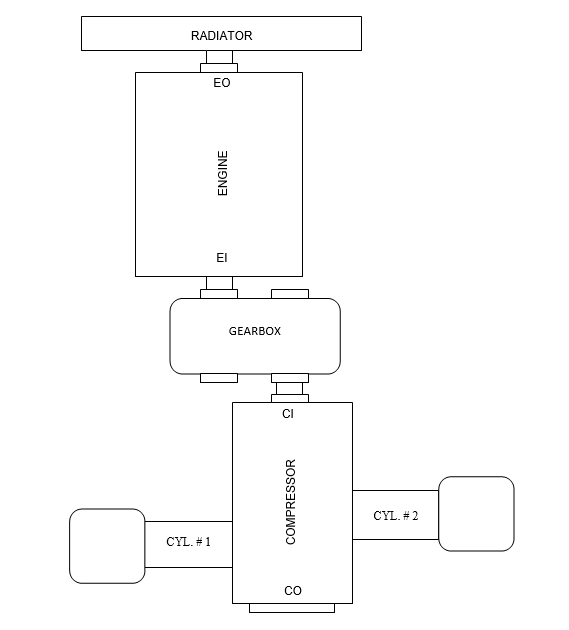 RADIATOR
EO
ENGINE
EI
GEARBOX
CI
COMPRESSOR
CYL. # 2
CYL. # 1
CO